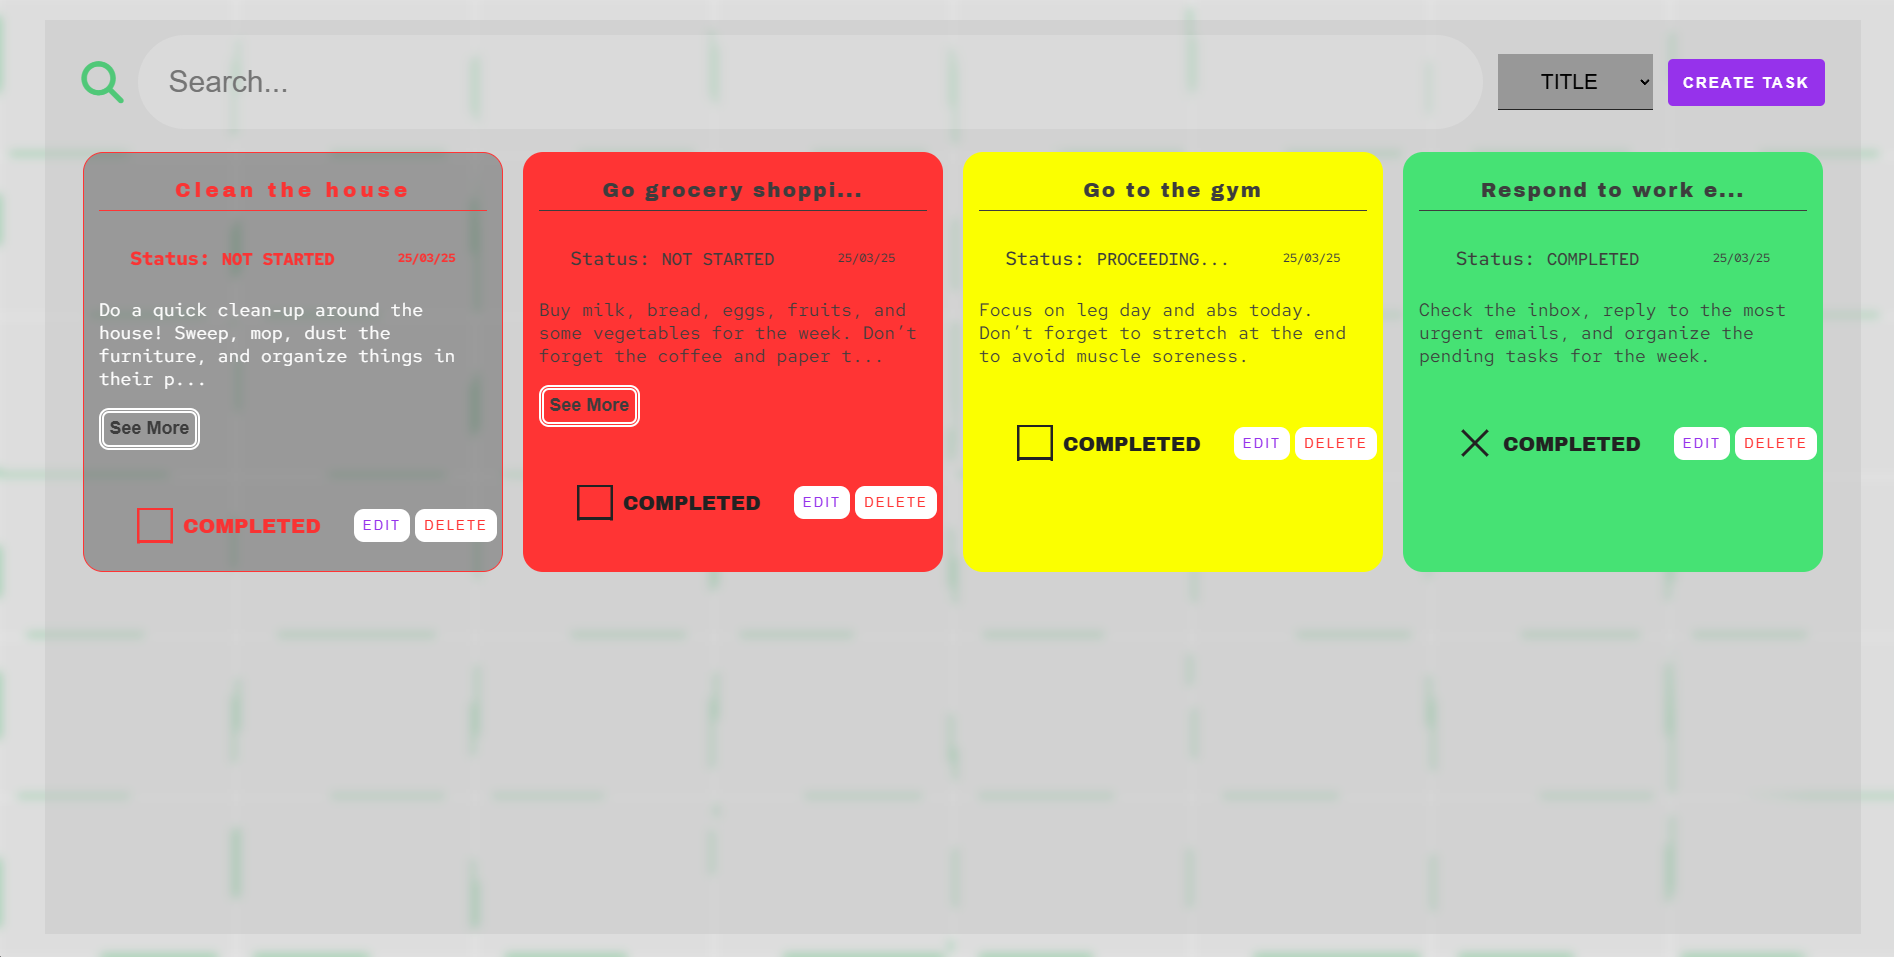 Search...
TITLE
CREATE TASK
Clean the house
Status: NOT STARTED
25/03/25
Do a quick clean-up around the
house! Sweep, mop, dust the
furniture, and organize things in
their p...
See More
COMPLETED
EDIT
DELETE
Go grocery shoppi...
Status: NOT STARTED
25/03/25
Buy milk, bread, eggs, fruits, and
some vegetables for the week. Don’t
forget the coffee and paper t...
See More
COMPLETED
EDIT
DELETE
Go to the gym
Status: PROCEEDING...
25/03/25
Focus on leg day and abs today.
Don’t forget to stretch at the end
to avoid muscle soreness.
COMPLETED
EDIT
DELETE
Respond to work e...
Status: COMPLETED
25/03/25
Check the inbox, reply to the most
urgent emails, and organize the
pending tasks for the week.
COMPLETED
EDIT
DELETE